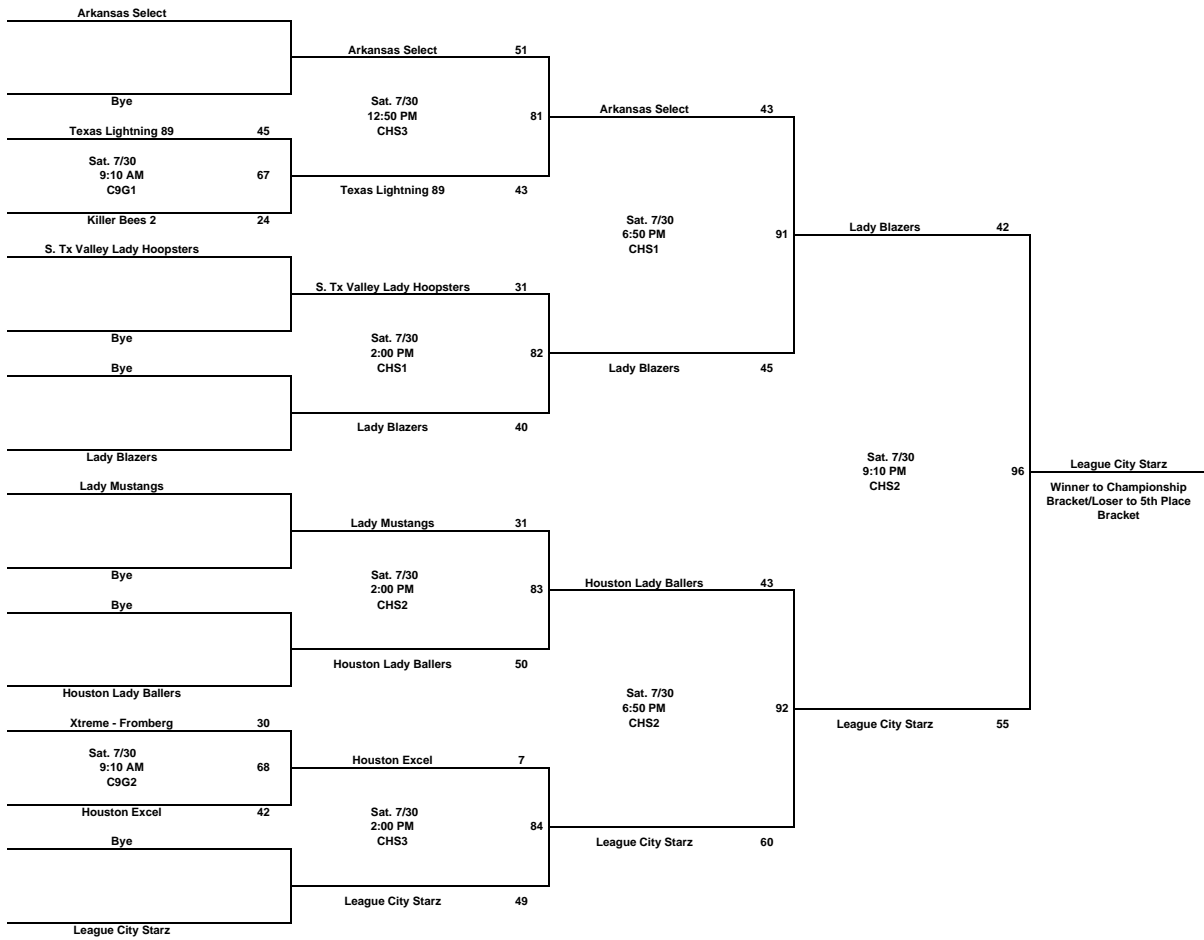 Arkansas Select
Bye
Texas Lightning 89 45
Sat. 7/30
9:10 AM 67
C9G1
Killer Bees 2 24
S. Tx Valley Lady Hoopsters
Bye
Bye
Lady Blazers
Lady Mustangs
Bye
Bye
Houston Lady Ballers
Xtreme - Fromberg 30
Sat. 7/30
9:10 AM 68
C9G2
Houston Excel 42
Bye
League City Starz
Arkansas Select 51
Sat. 7/30
12:50 PM 81
CHS3
Texas Lightning 89 43
S. Tx Valley Lady Hoopsters 31
Sat. 7/30
2:00 PM 82
CHS1
Lady Blazers 40
Lady Mustangs 31
Sat. 7/30
2:00 PM 83
CHS2
Houston Lady Ballers 50
Houston Excel 7
Sat. 7/30
2:00 PM 84
CHS3
League City Starz 49
Arkansas Select 43
Sat. 7/30
6:50 PM 91
CHS1
Lady Blazers 45
Houston Lady Ballers 43
Sat. 7/30
6:50 PM 92
CHS2
League City Starz 60
Lady Blazers 42
Sat. 7/30
9:10 PM 96
CHS2
League City Starz 55
League City Starz
Winner to Championship
Bracket/Loser to 5th Place
Bracket